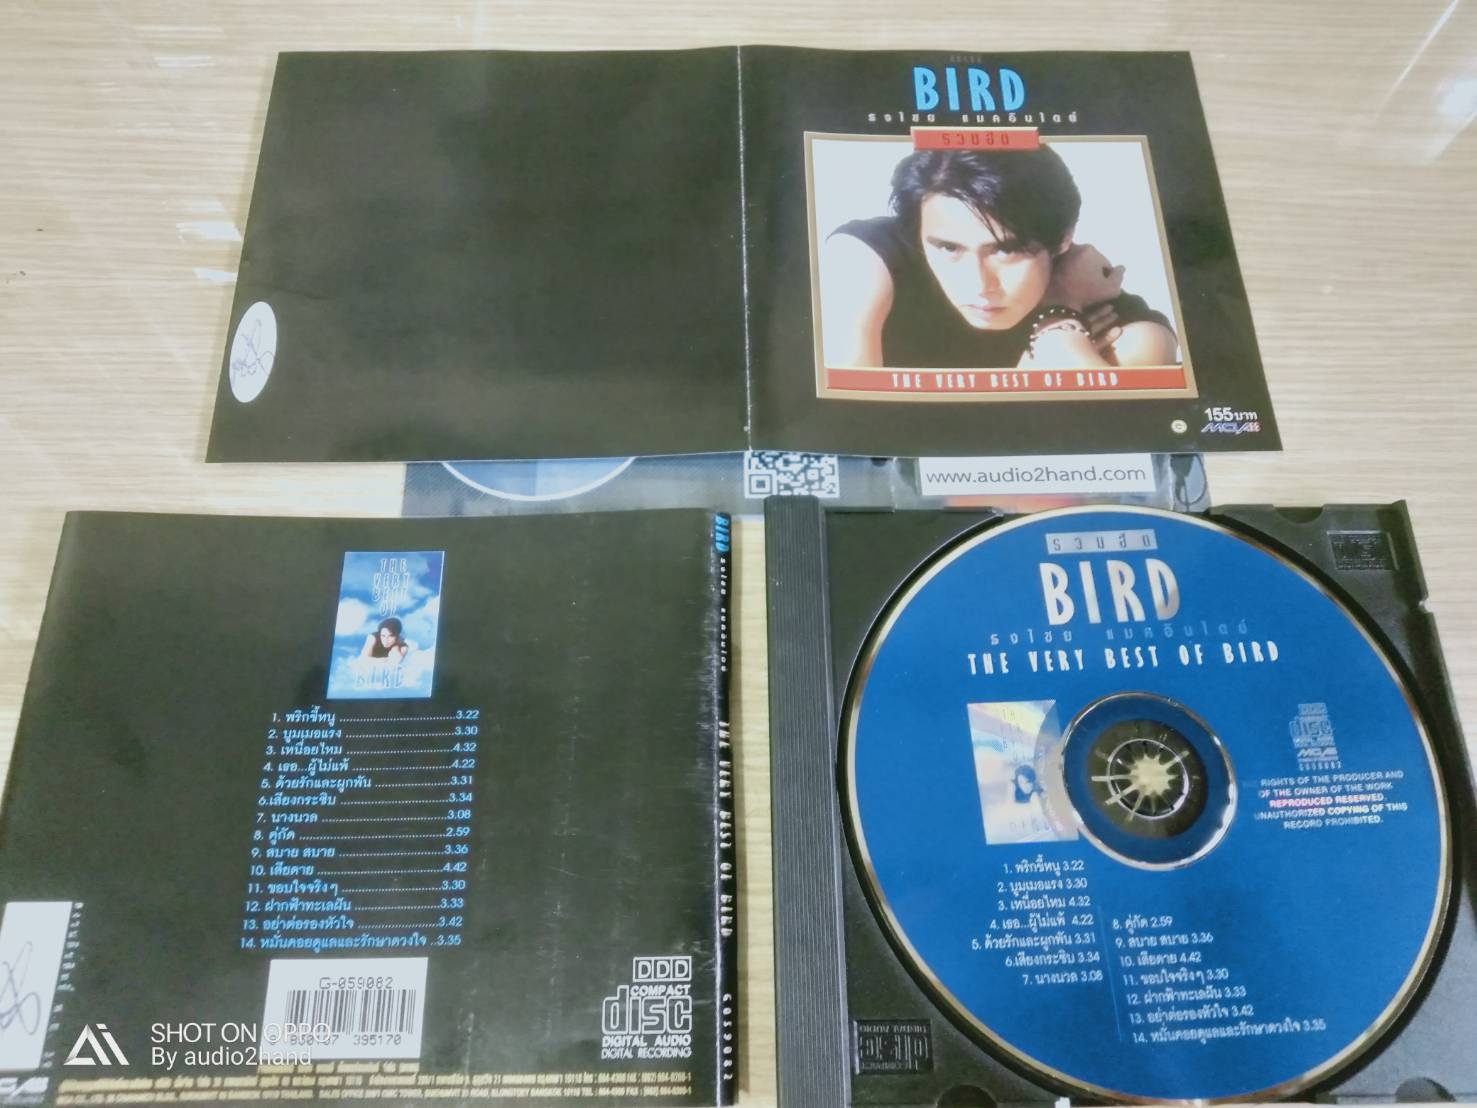 BIRD
ธงไชย แมคอินไตย์
รวมฮิต
THE VERY BEST OF BIRD
155บาท
MGA
www.audio2hand.com
THE
VERY
BEST
OF
BIRD
1. พริกขี้หนู ...................................3.22
2. บูมเมอแรง .................................3.30
3. เหนื่อยไหม ................................4.32
4. เธอ...ผู้ไม่แพ้ ..............................4.22
5. ด้วยรักและผูกพัน ........................3.31
6.เสียงกระซิบ ..................................3.34
7. นางนวล .......................................3.08
8. คู่กัด ............................................2.59
9. สบาย สบาย .................................3.36
10. เสียดาย ......................................4.42
11. ขอบใจจริงๆ ...............................3.30
12. ฝากฟ้าทะเลฝัน ..........................3.33
13. อย่าต่อรองหัวใจ ........................3.42
14. หมั่นคอยดูแลและรักษาดวงใจ ..3.35
G-059082
395170
DDD
COMPACT
disc
DIGITAL AUDIO
DIGITAL RECORDING
BIRD ธงไชย แมคอินไตย์ THE VERY BEST OF BIRD G 059082
รวมฮิต
BIRD
ธงไชย แมคอินไตย์
THE VERY BEST OF BIRD
disc
RIGHTS OF THE PRODUCER AND
OF THE OWNER OF THE WORK
REPRODUCED RESERVED.
UNAUTHORIZED COPYING OF THIS
RECORD PROHIBITED.
1. พริกขี้หนู 3.22
2. บูมเมอแรง 3.30
3. เหนื่อยไหม 4.32
4. เธอ...ผู้ไม่แพ้ 4.22
5. ด้วยรักและผูกพัน 3.31
6.เสียงกระซิบ 3.34
7. นางนวล 3.08
8. คู่กัด 2.59
9. สบาย สบาย 3.36
10. เสียดาย 4.42
11. ขอบใจจริงๆ 3.30
12. ฝากฟ้าทะเลฝัน 3.33
13. อย่าต่อรองหัวใจ 3.42
14. หมั่นคอยดูแลและรักษาดวงใจ 3.35
SHOT ON OPPO
By audio2hand